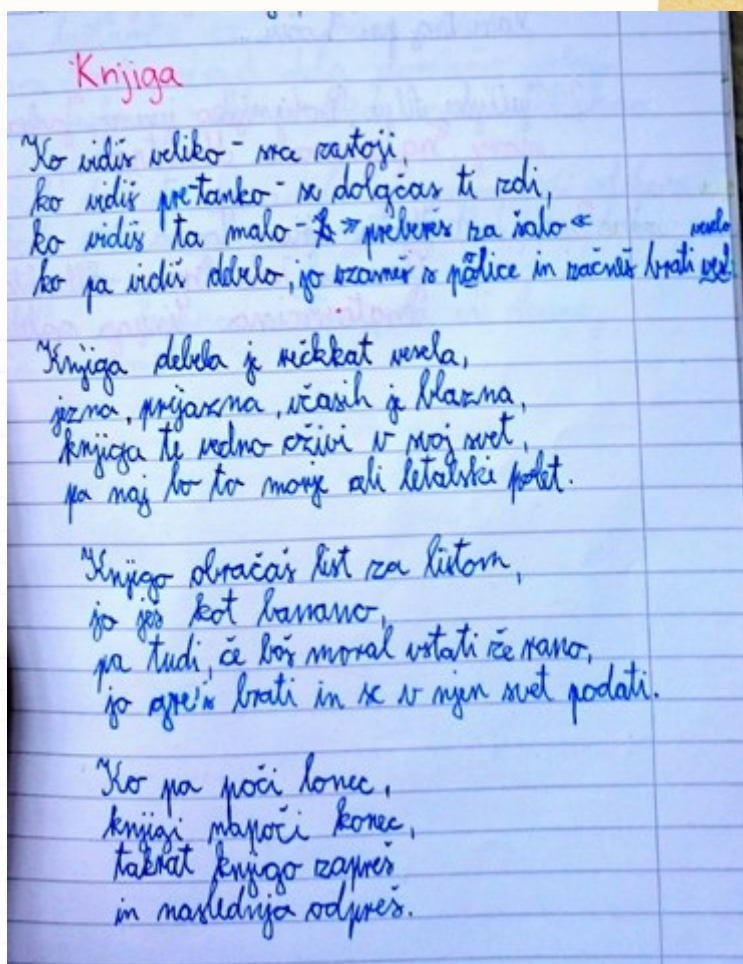 Knjiga
Ko vidiš veliko - srce zastoji,
ko vidiš pretanko - se dolgčas ti zdi,
ko vidiš ta malo - »prebereš za šalo«
ko pa vidiš debelo, jo vzameš s police in začneš brati veselo
Knjiga debela je večkat vesela,
jezna, prijazna, včasih je blazna,
knjiga te vedno oživi v svoj svet,
pa naj bo to morje ali letalski polet.
Knjigo obračaš list za listom,
jo ješ kot banano,
pa tudi, če boš moral vstati že rano,
jo greš brati in se v njen svet podati.
Ko pa poči lonec,
knjigi napoči konec,
takrat knjigo zapreš
in naslednja odpreš.